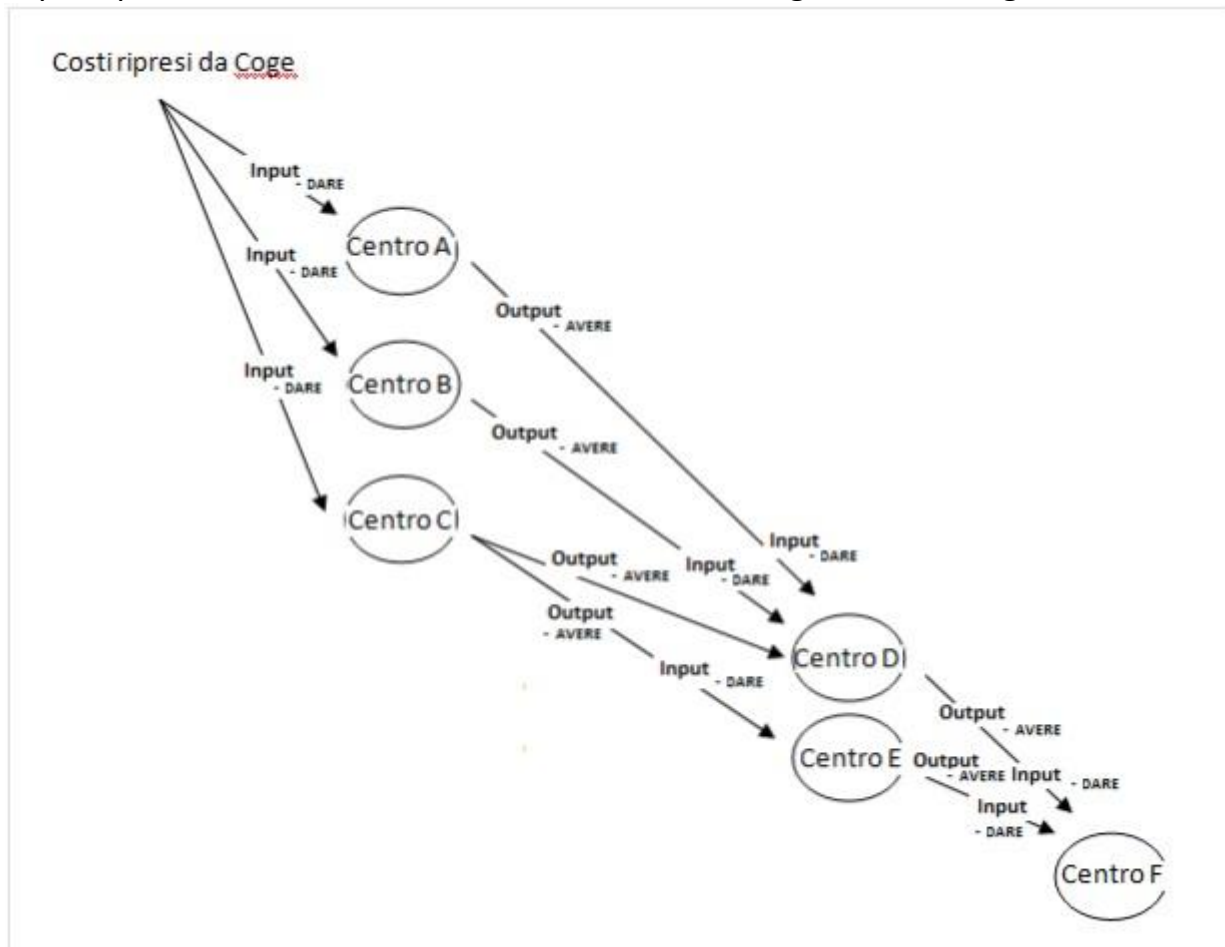 Costi ripresi da Coge
Input
- DARE
Centro A
Input
- DARE
Output
- AVERE
Input
- DARE
Centro B
Output
- AVERE
Centro C
Input
- DARE
Output
- AVERE
Input
- DARE
Output
- AVERE
Input
- DARE
Centro D
Output
- AVERE
Centro E
Output
- AVERE
Input
- DARE
Input
- DARE
Centro F